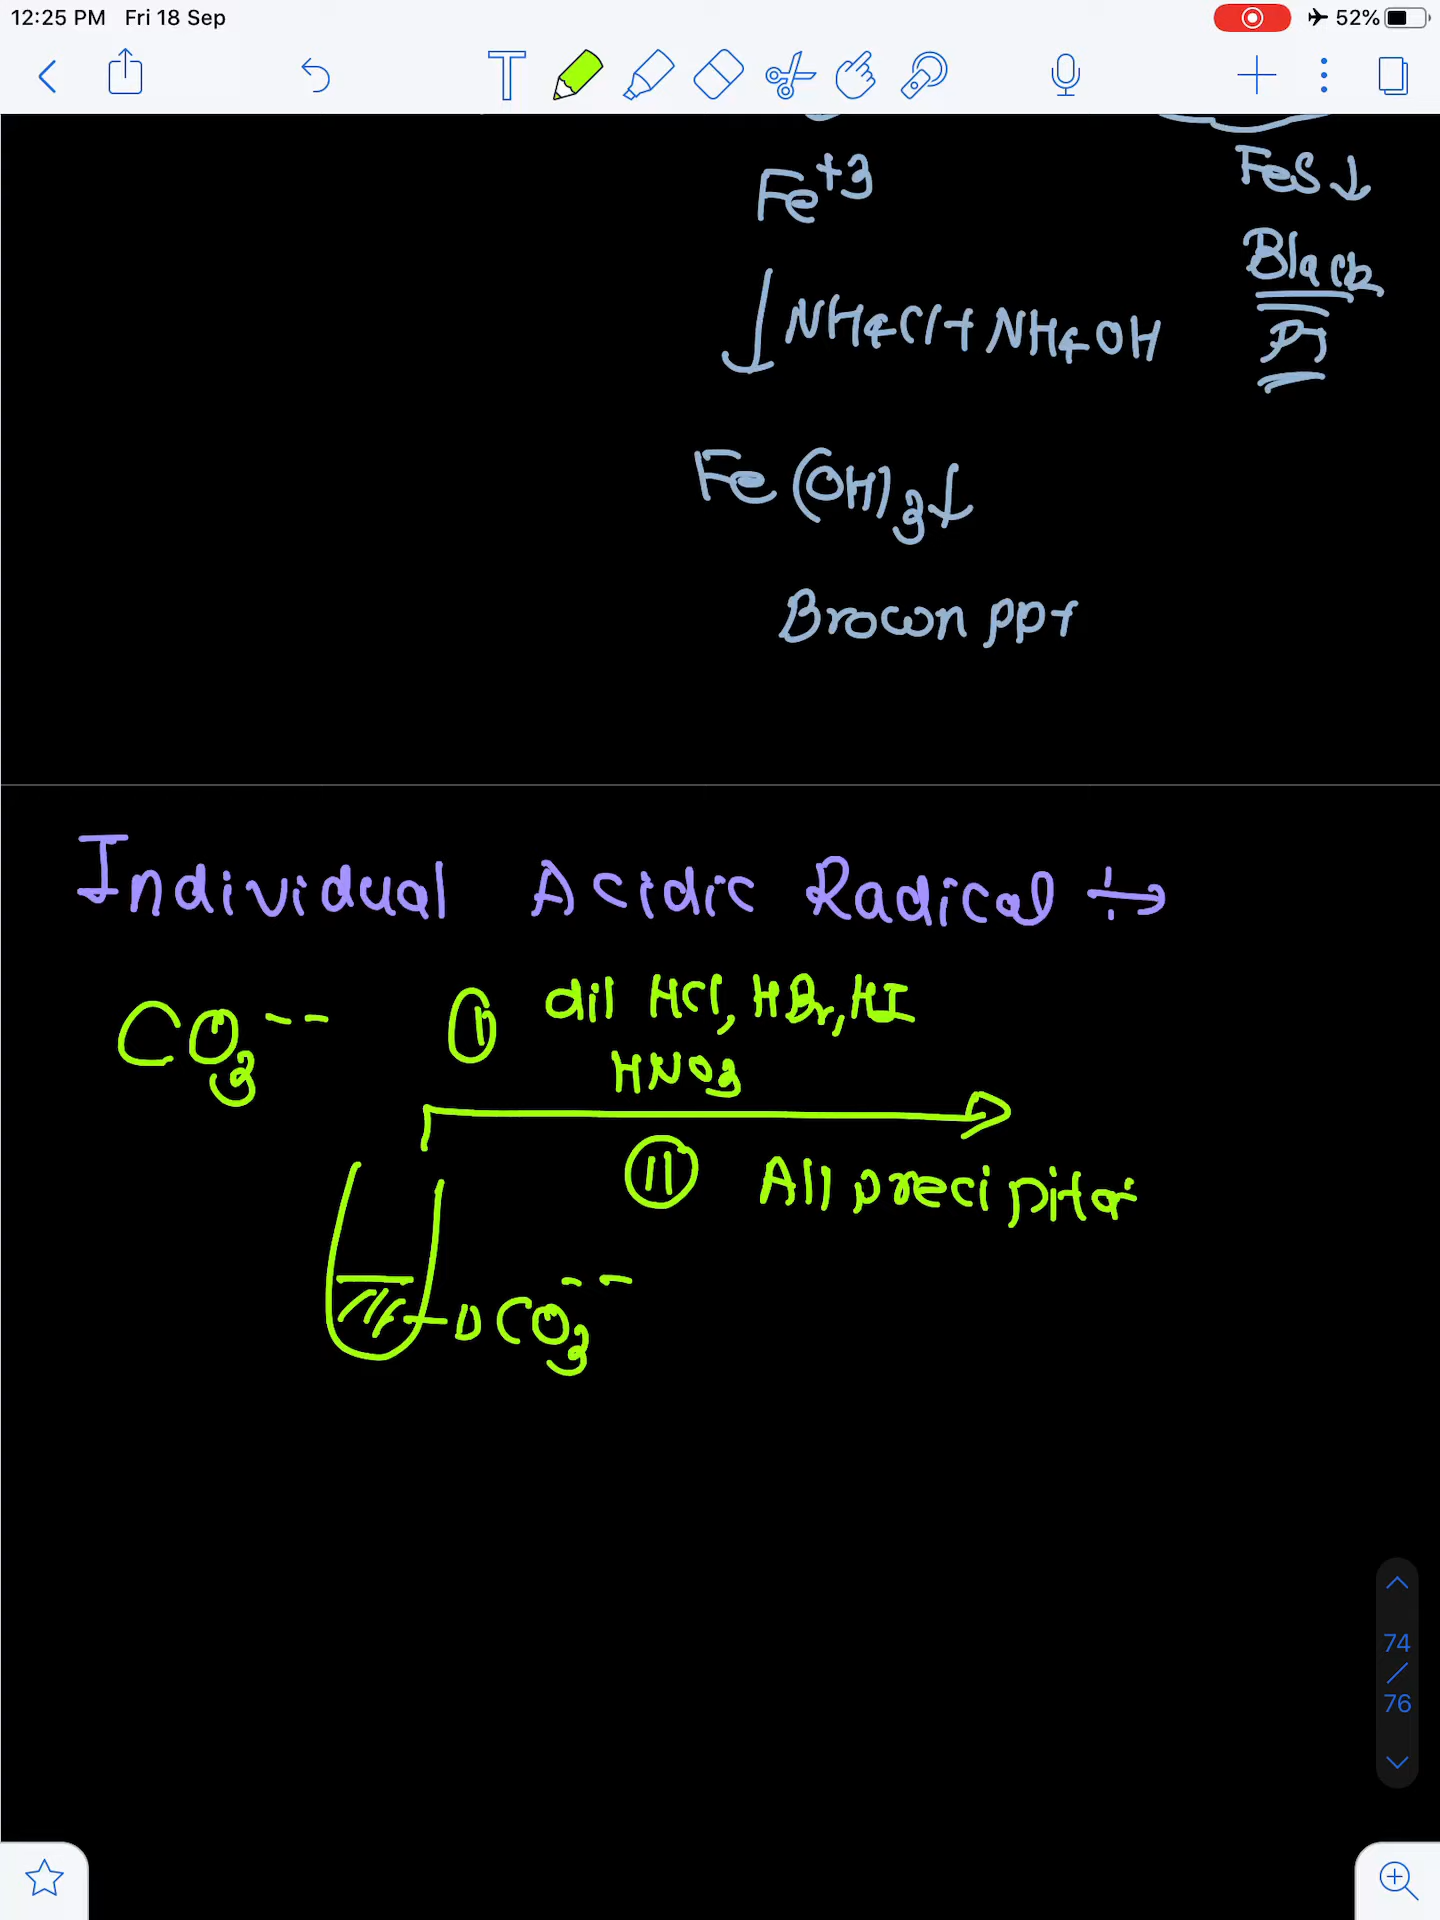 12:25 PM Fri 18 Sep 52%
T
Fe+3 FeS↓
Black
NH4Cl + NH4OH
Fe(OH)3↓
Brown ppt
Individual Acidic Radical
CO3-- I dil HCl, HBr, HI
HNO3
II All precipitat
CO3--
74
/
76